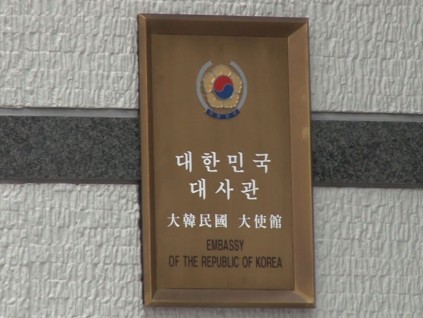 대한민국
대사관
大韓民國 大使館
EMBASSY
OF THE REPUBLIC OF KOREA